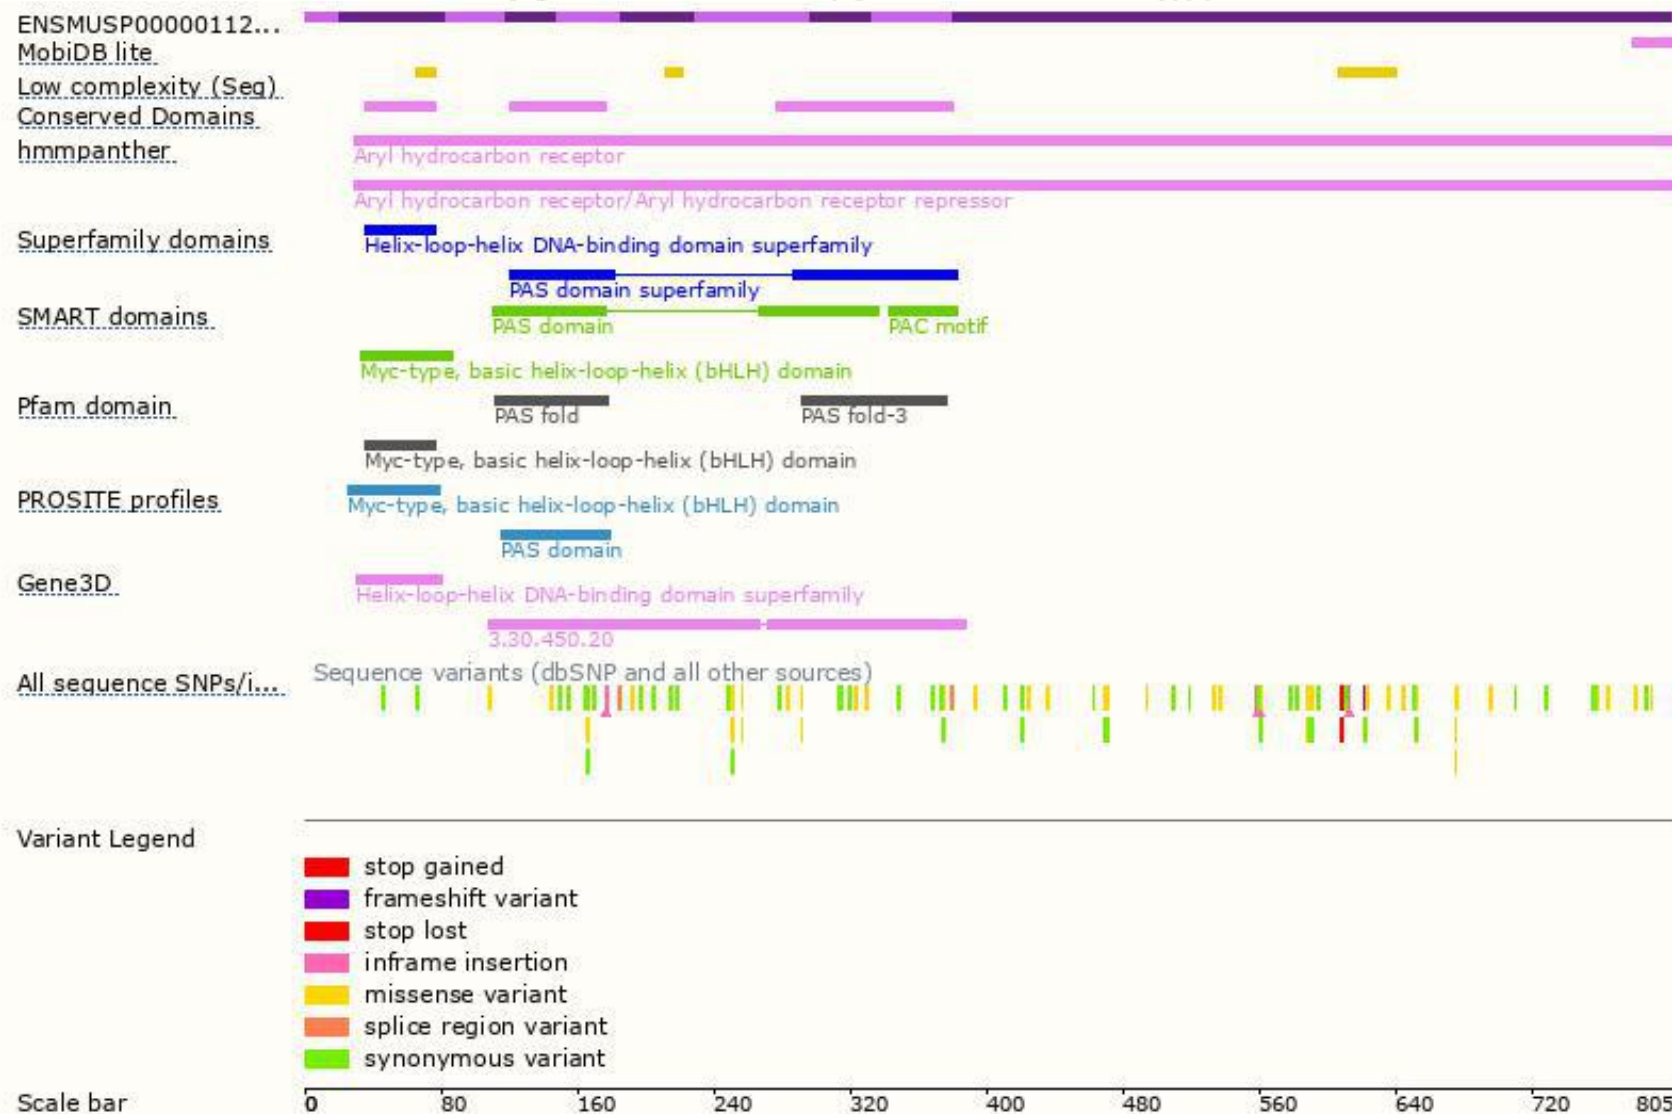 ENSMUSP00000112...
MobiDB lite
Low complexity (Seg)
Conserved Domains
hmmpanther
Aryl hydrocarbon receptor
Aryl hydrocarbon receptor/Aryl hydrocarbon receptor repressor
Superfamily domains
Helix-loop-helix DNA-binding domain superfamily
PAS domain superfamily
SMART domains
PAS domain PAC motif
Myc-type, basic helix-loop-helix (bHLH) domain
Pfam domain
PAS fold PAS fold-3
Myc-type, basic helix-loop-helix (bHLH) domain
PROSITE profiles
Myc-type, basic helix-loop-helix (bHLH) domain
PAS domain
Gene3D
Helix-loop-helix DNA-binding domain superfamily
3.30.450.20
Sequence variants (dbSNP and all other sources)
All sequence SNPs/i...
Variant Legend
stop gained
frameshift variant
stop lost
inframe insertion
missense variant
splice region variant
synonymous variant
Scale bar 0 80 160 240 320 400 480 560 640 720 805